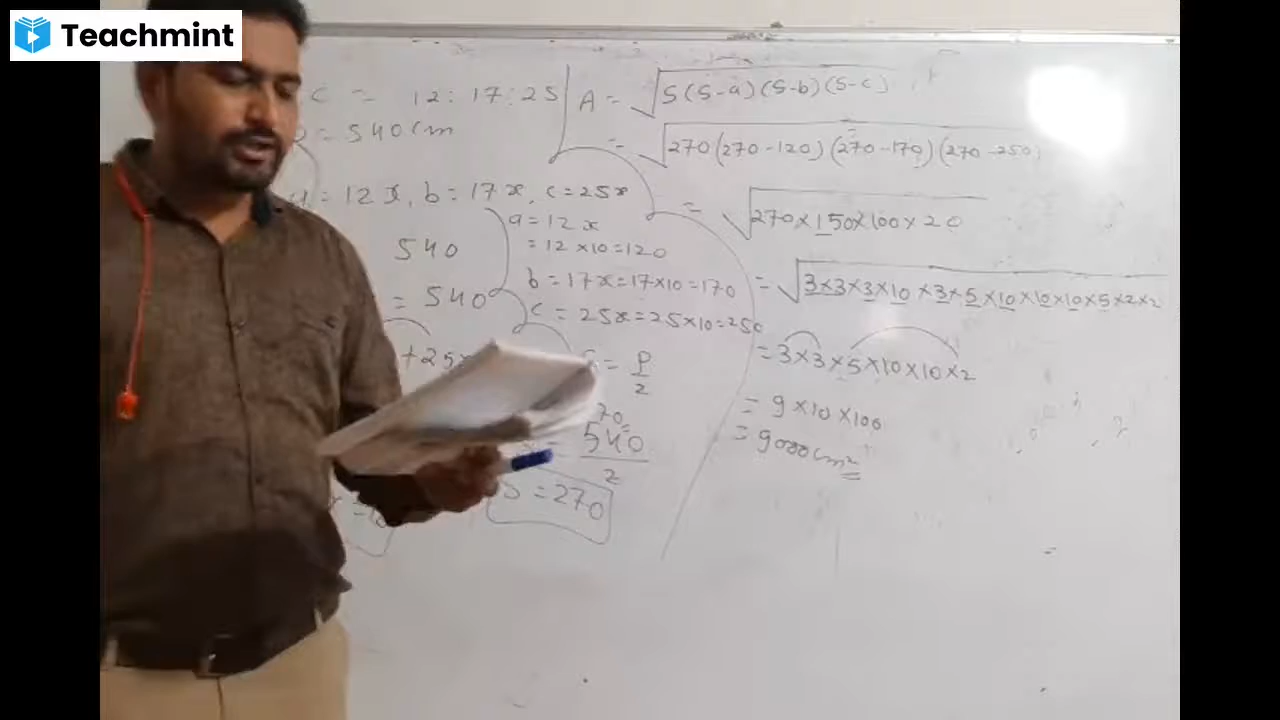 Teachmint
c = 12 : 17 : 25
= 540 cm
= 12x, b = 17x, c = 25x
540
= 540
+ 25x
a = 12x
= 12 × 10 = 120
b = 17x = 17×10 = 170
c = 25x = 25×10 = 250
= P/2
270
540/2
S = 270
A = √S(S-a)(S-b)(S-c)
= √270(270-120)(270-170)(270-250)
= √270×150×100×20
= √3×3×3×10×3×5×10×10×10×5×2×2
= 3×3×5×10×10×2
= 9×10×100
= 9000 cm²